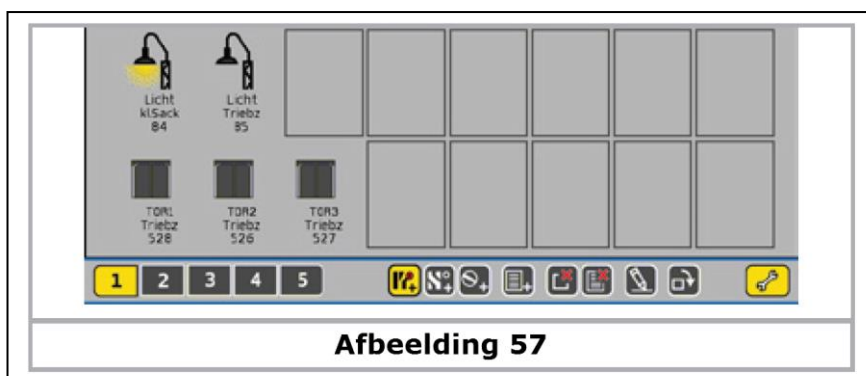 Licht
klSack
84
Licht
Triebz
85
TOR1
Triebz
528
TOR2
Triebz
526
TOR3
Triebz
527
1 2 3 4 5
Afbeelding 57